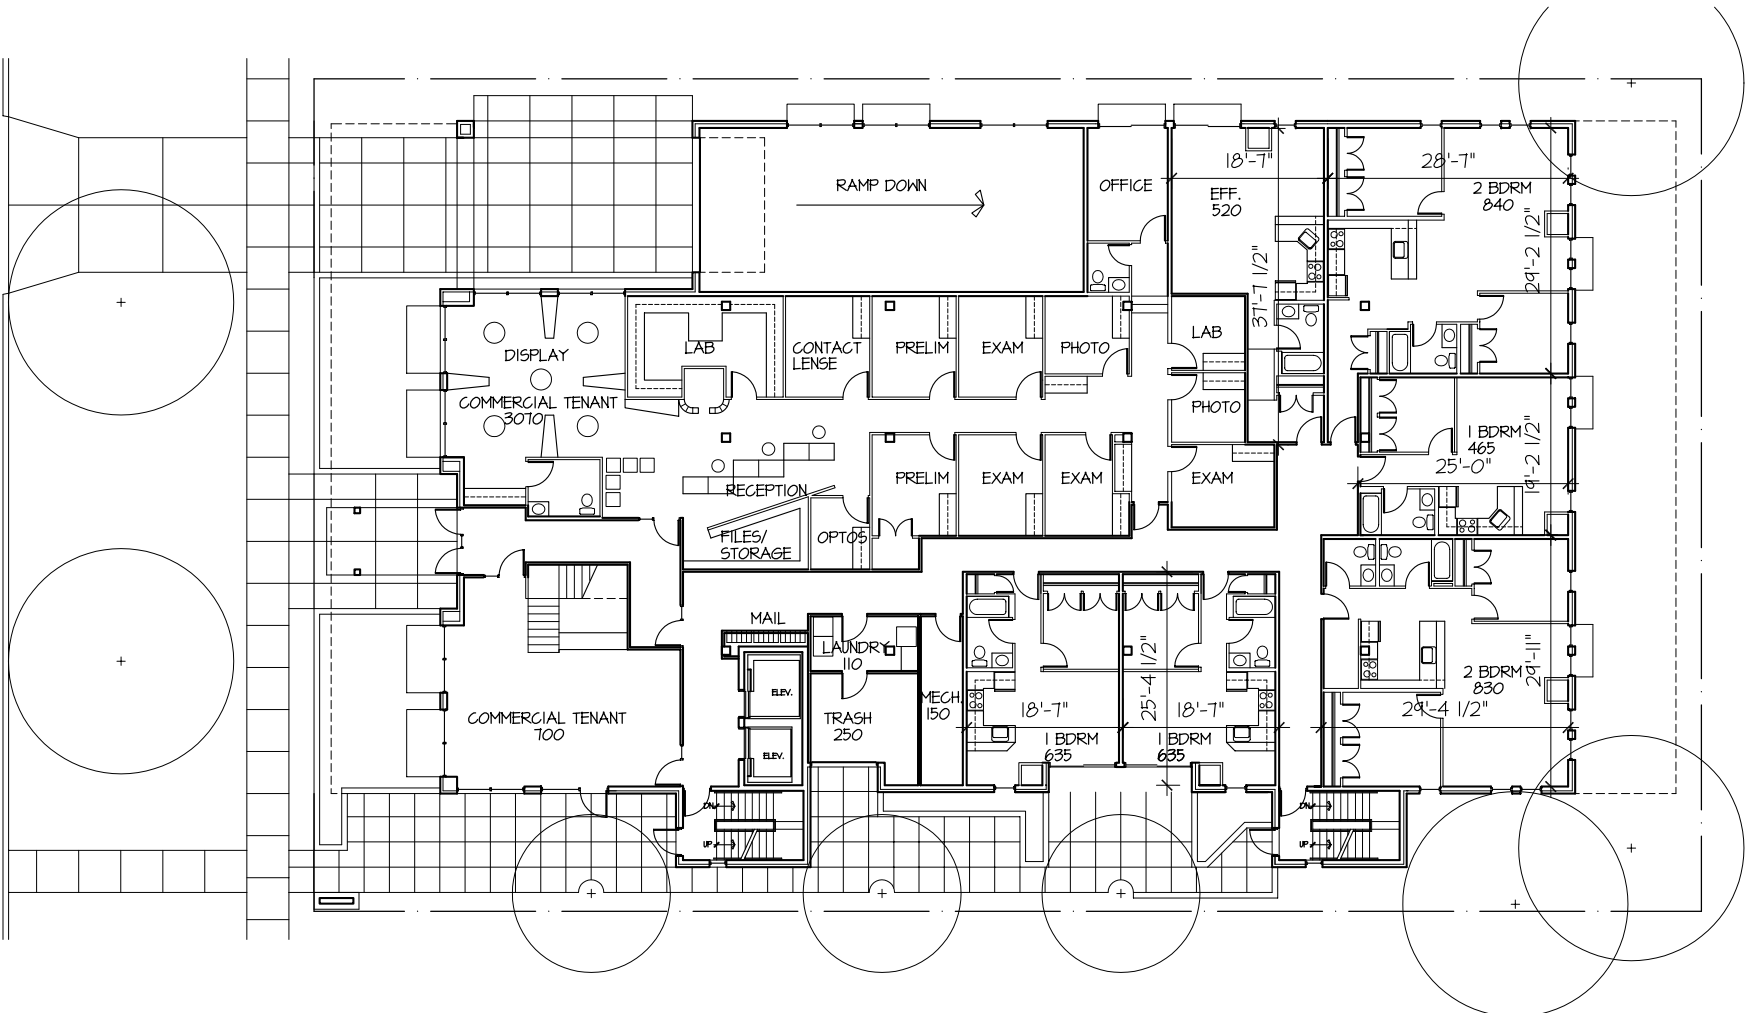 RAMP DOWN
OFFICE
18'-7"
EFF.
520
37'-7 1/2"
28'-7"
2 BDRM
840
29'-2 1/2"
DISPLAY
COMMERCIAL TENANT
3070
LAB
CONTACT
LENSE
PRELIM
EXAM
PHOTO
LAB
PHOTO
1 BDRM
465
25'-0"
19'-2 1/2"
RECEPTION
PRELIM
EXAM
EXAM
EXAM
FILES/
STORAGE
OPTOS
MAIL
LAUNDRY
110
ELEV.
ELEV.
TRASH
250
MECH.
150
COMMERCIAL TENANT
700
18'-7"
1 BDRM
635
25'-4 1/2"
18'-7"
1 BDRM
635
2 BDRM
830
29'-11"
29'-4 1/2"
DN
UP
DN
UP